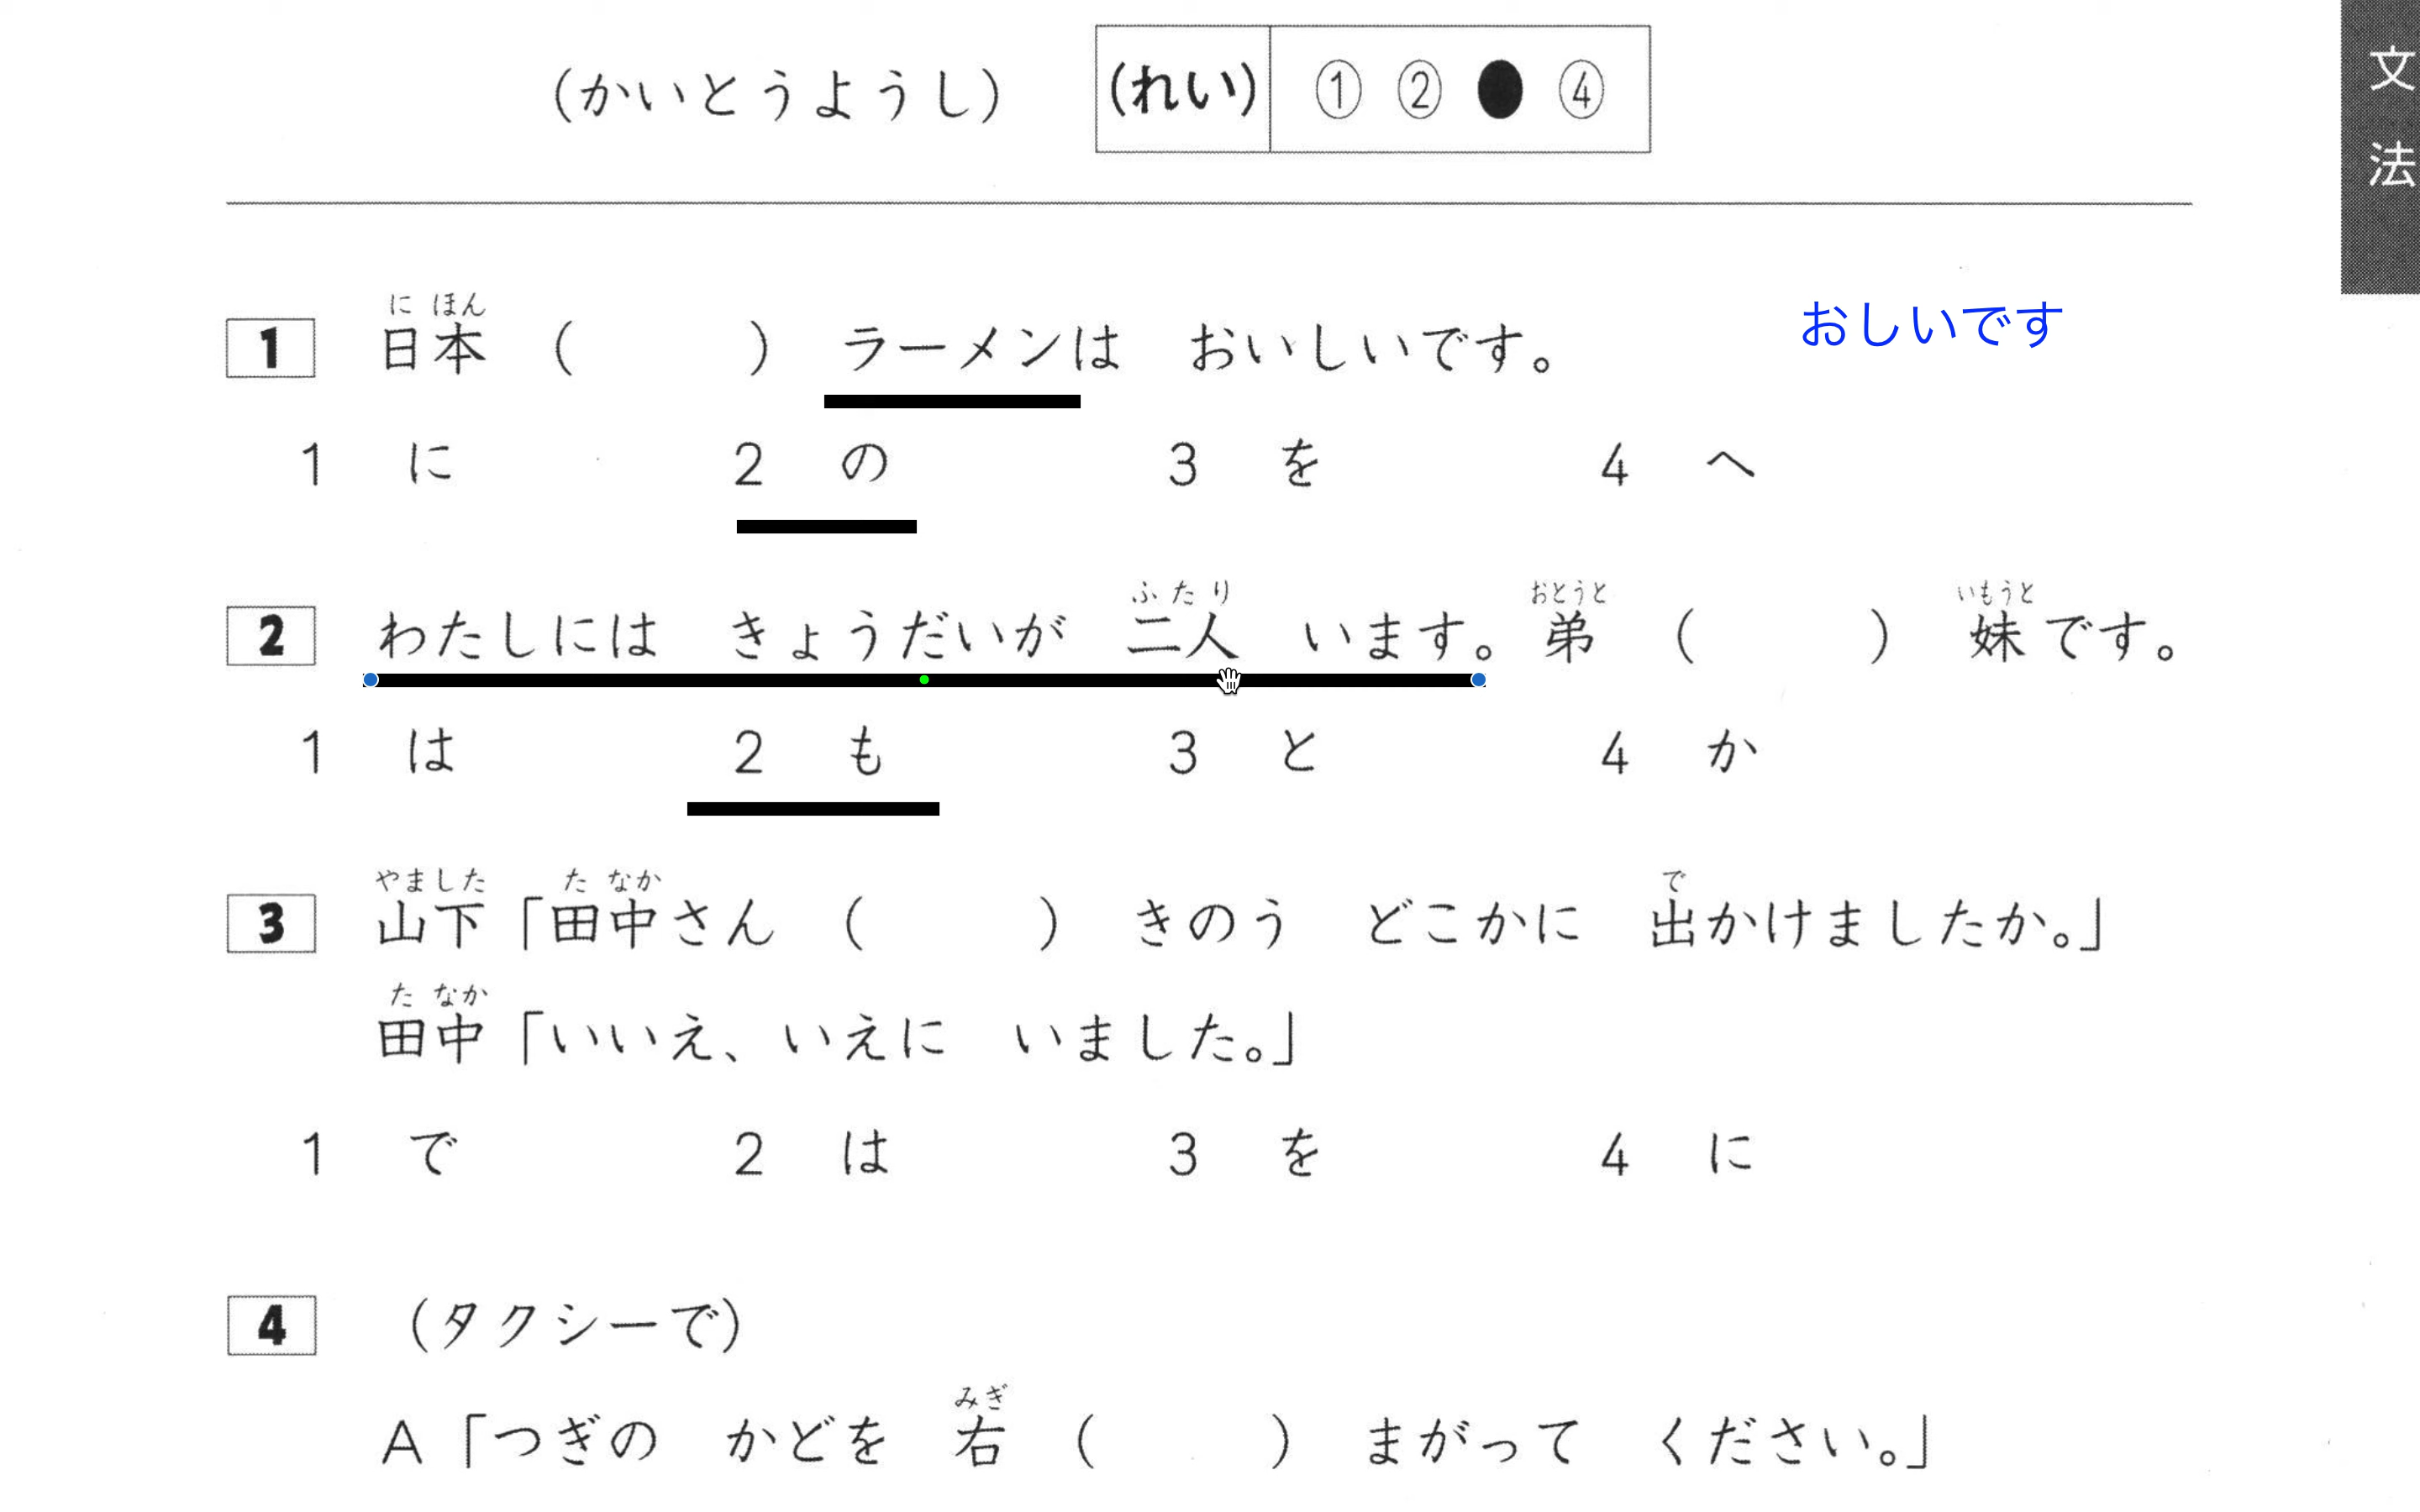 (かいとうようし) (れい) ① ② ● ④
文法
にほん
1 日本 ( ) ラーメンは おいしいです。 おしいです
1 に 2 の 3 を 4 へ
ふたり おとうと いもうと
2 わたしには きょうだいが 二人 います。弟 ( ) 妹です。
1 は 2 も 3 と 4 か
やました たなか で
3 山下「田中さん ( ) きのう どこかに 出かけましたか。」
たなか
田中「いいえ、いえに いました。」
1 で 2 は 3 を 4 に
4 (タクシーで)
みぎ
A「つぎの かどを 右 ( ) まがって ください。」